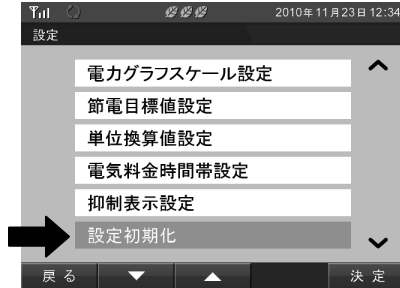 2010年11月23日 12:34
設定
電力グラフスケール設定
節電目標値設定
単位換算値設定
電気料金時間帯設定
抑制表示設定
設定初期化
戻る 決定